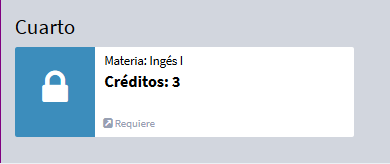 Cuarto
Materia: Ingés I
Créditos: 3
Requiere